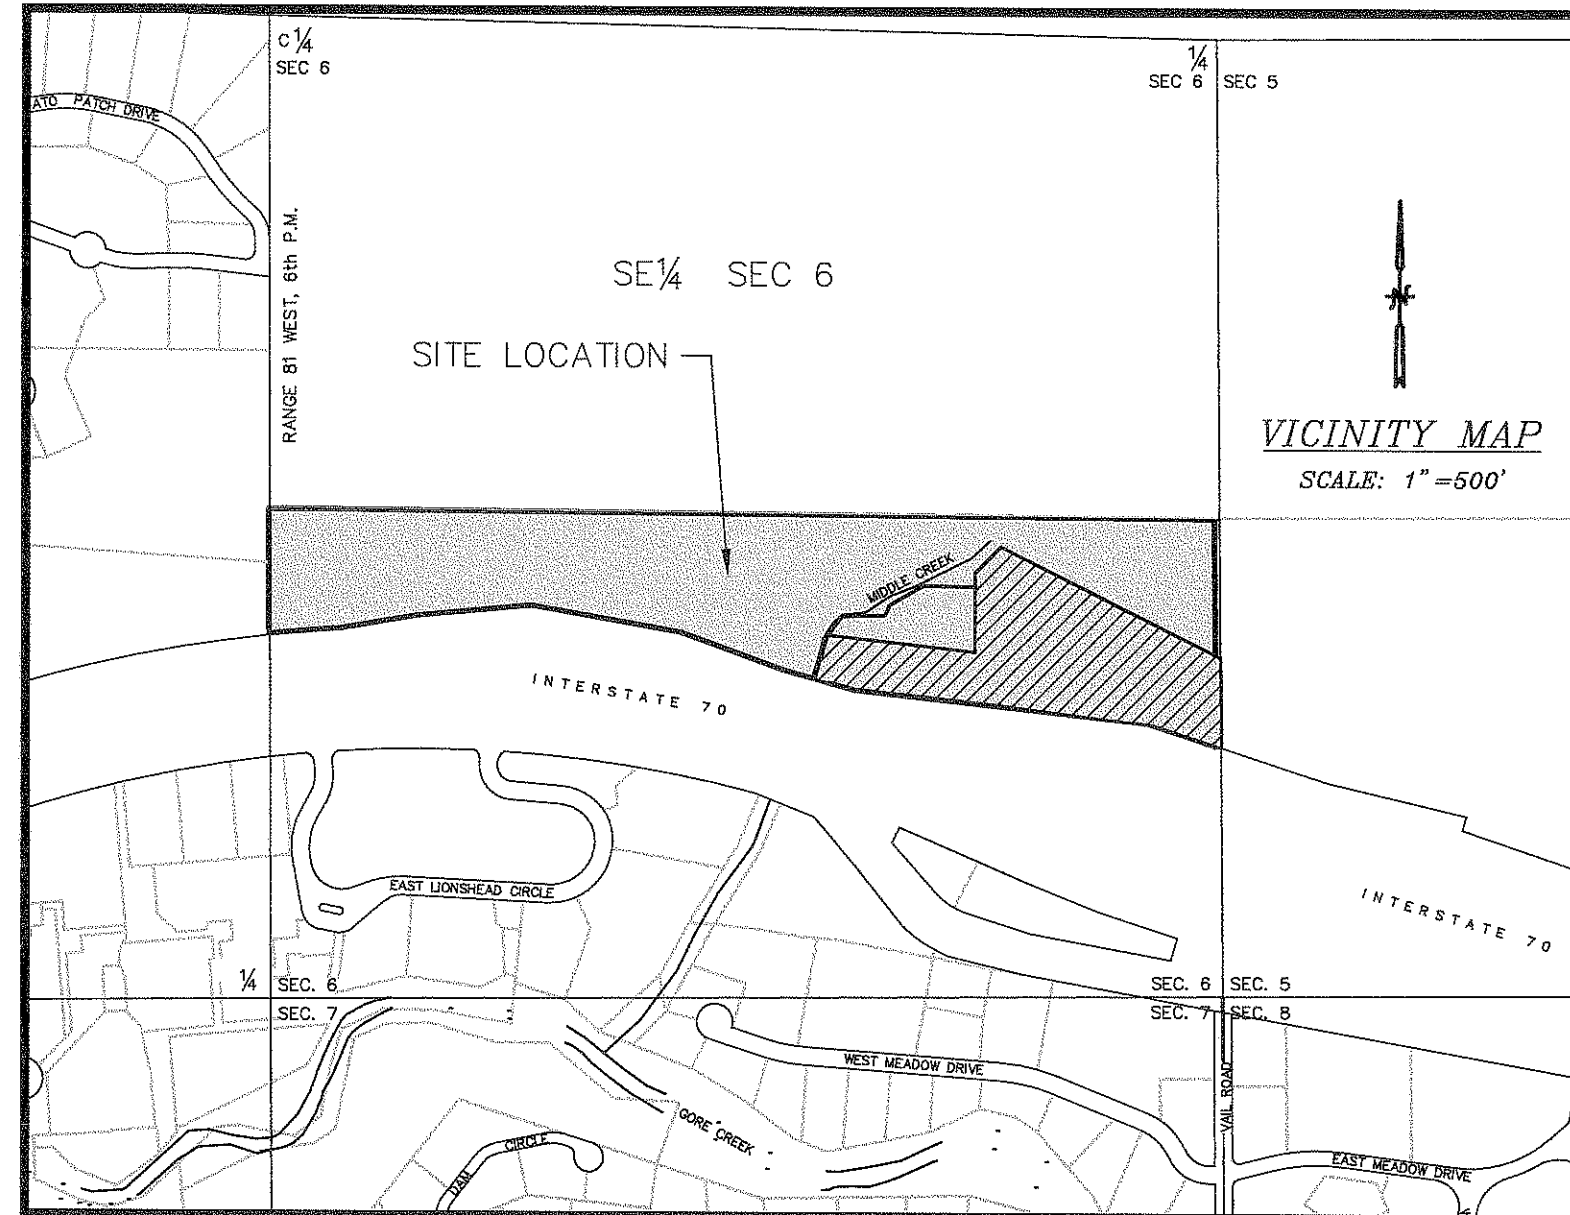 C 1/4
SEC 6
1/4
SEC 6 SEC 5
ATO PATCH DRIVE
RANGE 81 WEST, 6th P.M.
SE1/4 SEC 6
SITE LOCATION
N
VICINITY MAP
SCALE: 1"=500'
MIDDLE CREEK
INTERSTATE 70
EAST LIONSHEAD CIRCLE
INTERSTATE 70
1/4 SEC. 6
SEC. 7
SEC. 6 SEC. 5
SEC. 7 SEC. 8
WEST MEADOW DRIVE
VAIL ROAD
GORE CREEK
DAM CIRCLE
EAST MEADOW DRIVE